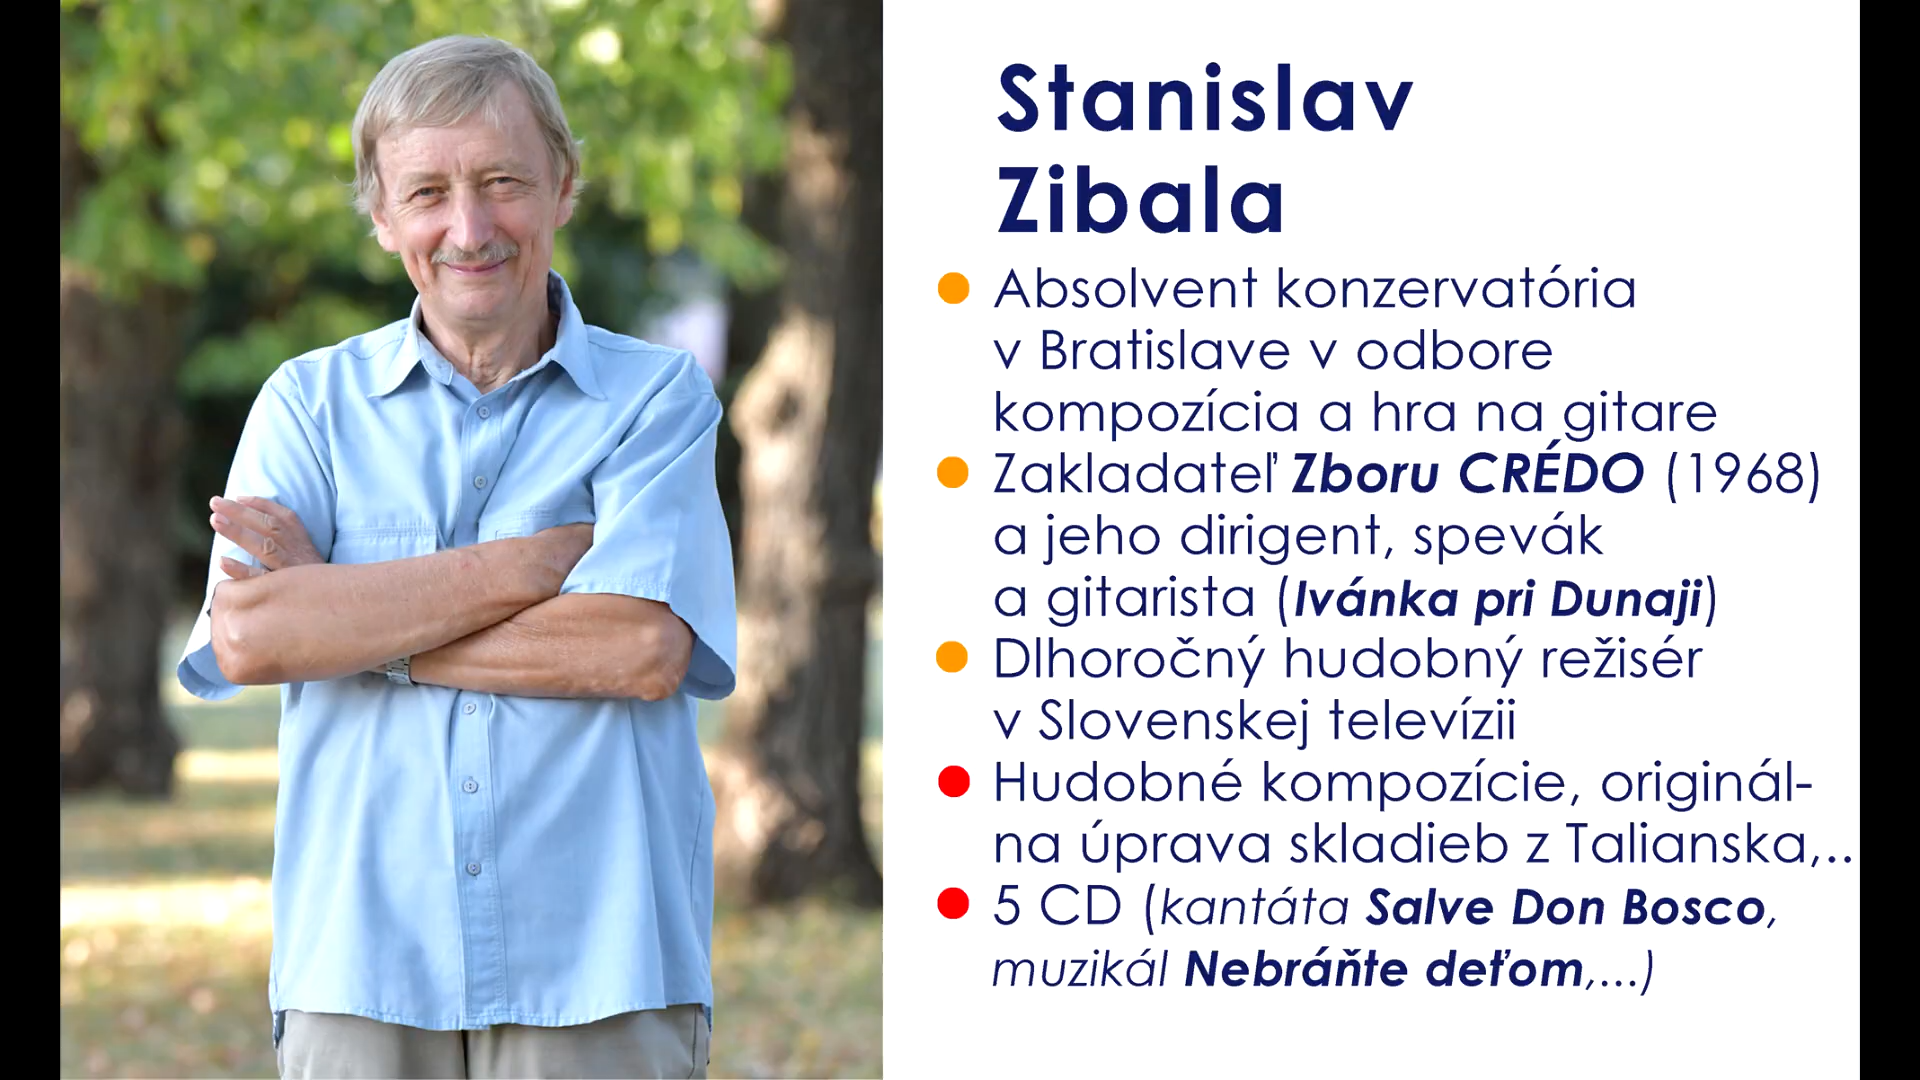 Stanislav
Zibala
Absolvent konzervatória
v Bratislave v odbore
kompozícia a hra na gitare
Zakladateľ Zboru CRÉDO (1968)
a jeho dirigent, spevák
a gitarista (Ivánka pri Dunaji)
Dlhoročný hudobný režisér
v Slovenskej televízii
Hudobné kompozície, originál-
na úprava skladieb z Talianska,..
5 CD (kantáta Salve Don Bosco,
muzikál Nebráňte deťom,...)